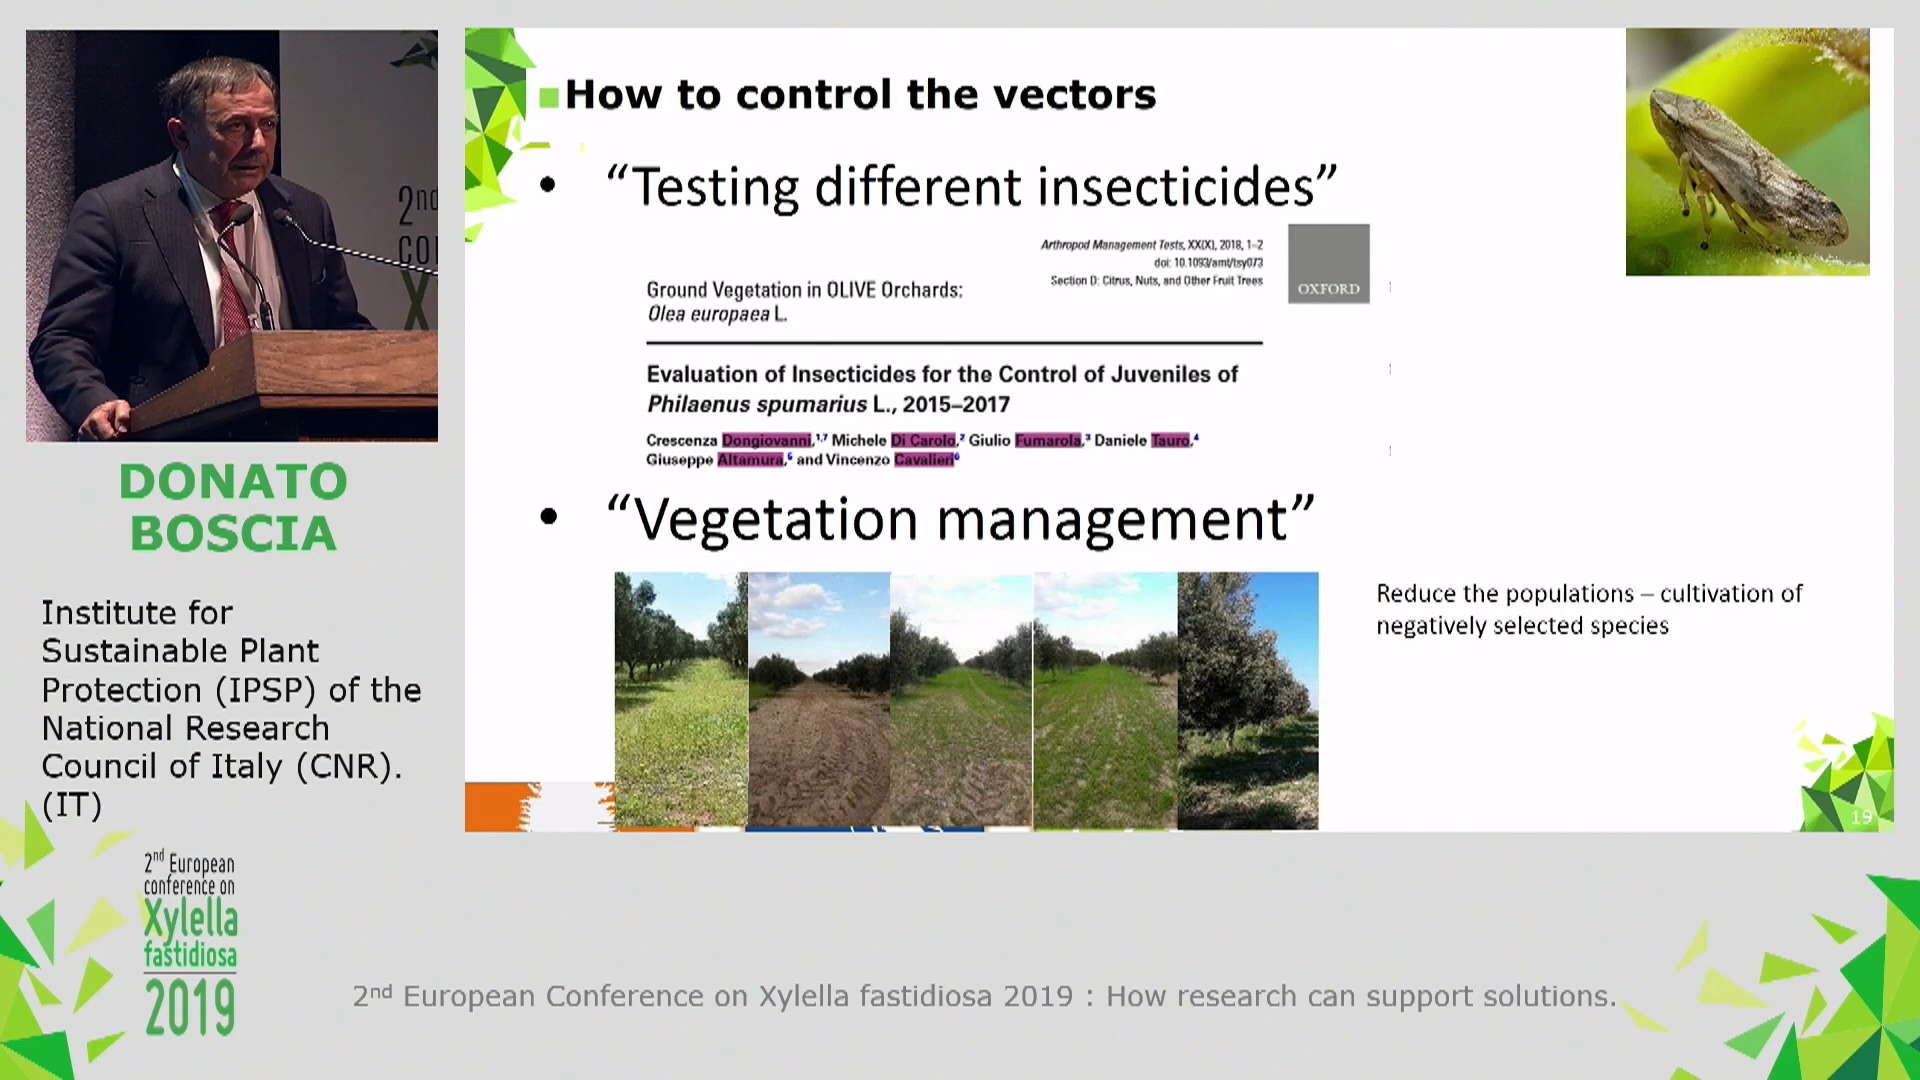 2nd
CO
X
DONATO
BOSCIA
Institute for
Sustainable Plant
Protection (IPSP) of the
National Research
Council of Italy (CNR).
(IT)
2nd European
conference on
Xylella
fastidiosa
2019
How to control the vectors
• “Testing different insecticides”
Arthropod Management Tests, XX(X), 2018, 1–2
doi: 10.1093/amt/tsy073
Section D: Citrus, Nuts, and Other Fruit Trees
OXFORD
Ground Vegetation in OLIVE Orchards:
Olea europaea L.
Evaluation of Insecticides for the Control of Juveniles of
Philaenus spumarius L., 2015–2017
Crescenza Dongiovanni,1,7 Michele Di Carolo,2 Giulio Fumarola,3 Daniele Tauro,4
Giuseppe Altamura,5 and Vincenzo Cavalieri6
• “Vegetation management”
Reduce the populations – cultivation of
negatively selected species
19
2nd European Conference on Xylella fastidiosa 2019 : How research can support solutions.